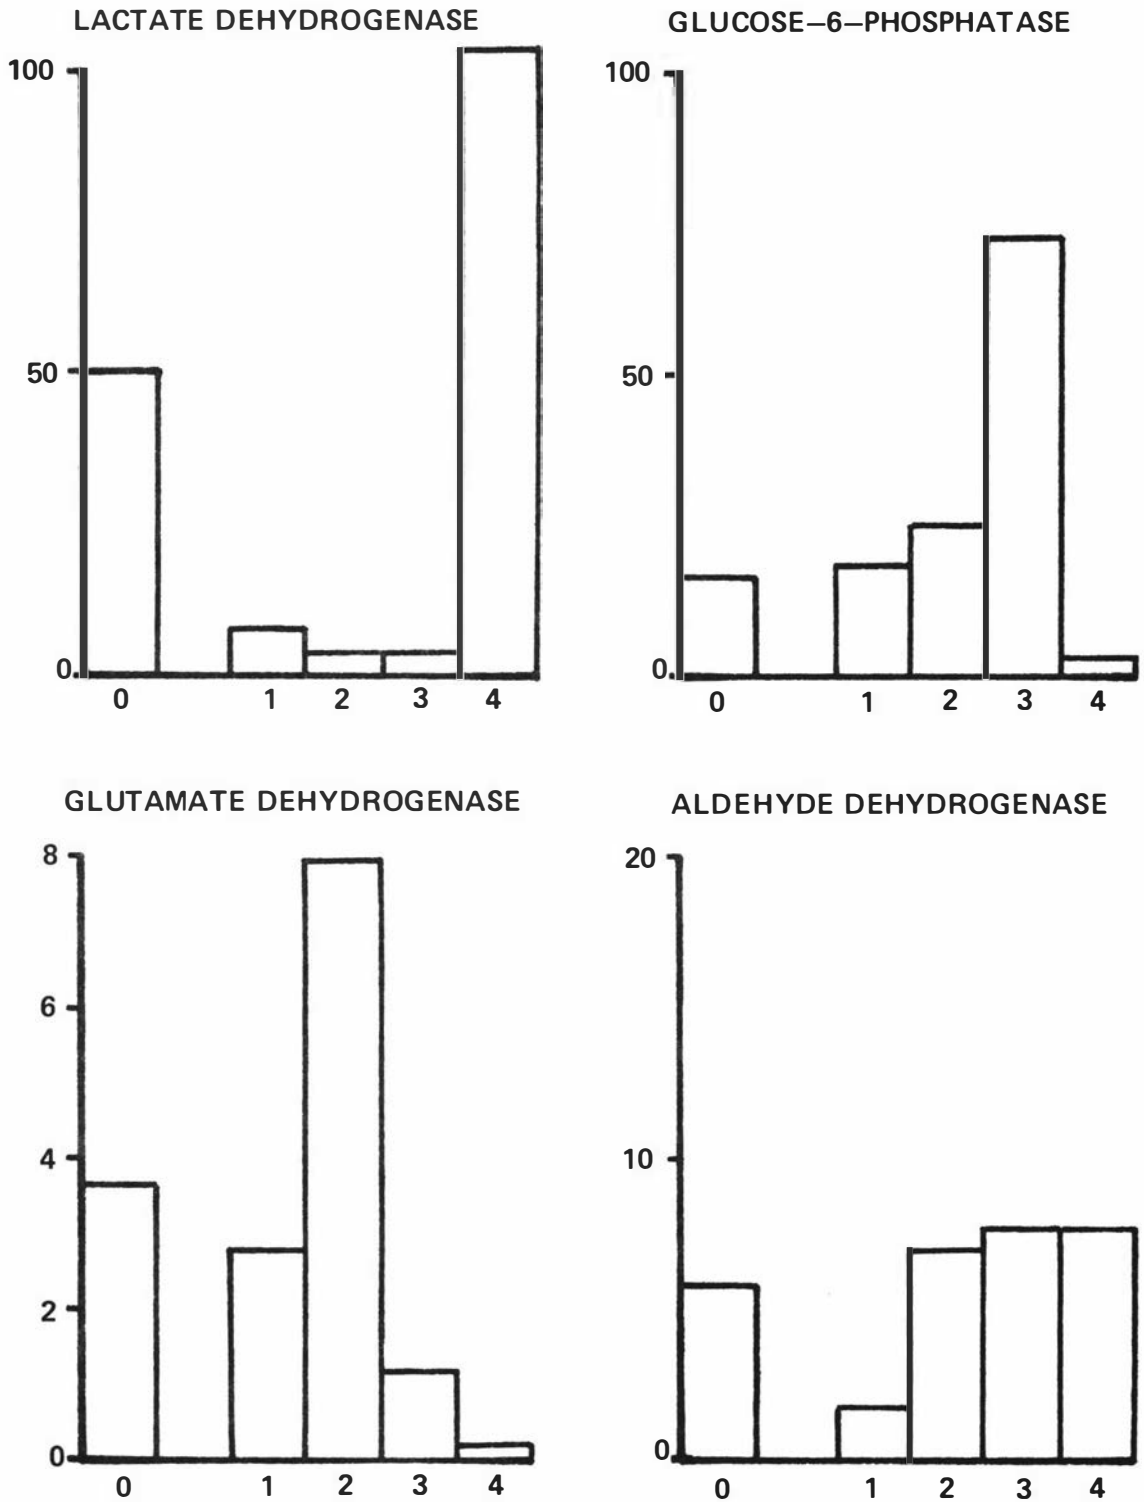 LACTATE DEHYDROGENASE
100
50
0
0 1 2 3 4
GLUCOSE–6–PHOSPHATASE
100
50
0
0 1 2 3 4
GLUTAMATE DEHYDROGENASE
8
6
4
2
0
0 1 2 3 4
ALDEHYDE DEHYDROGENASE
20
10
0
0 1 2 3 4